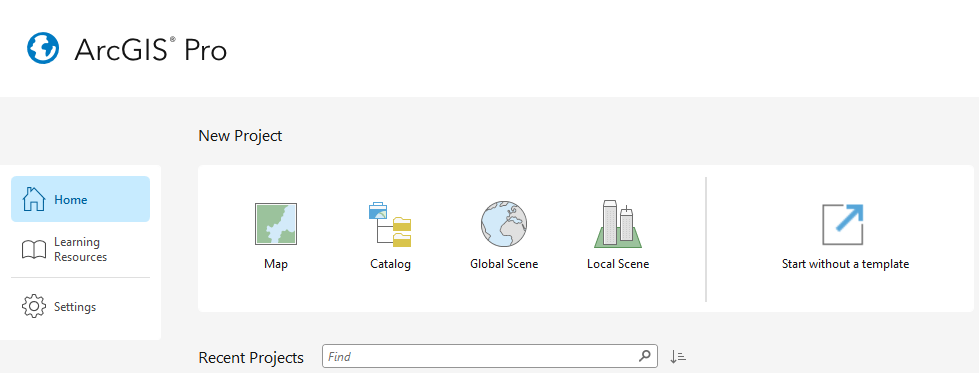 ArcGIS® Pro
New Project
Home
Learning
Resources
Settings
Map
Catalog
Global Scene
Local Scene
Start without a template
Recent Projects
Find